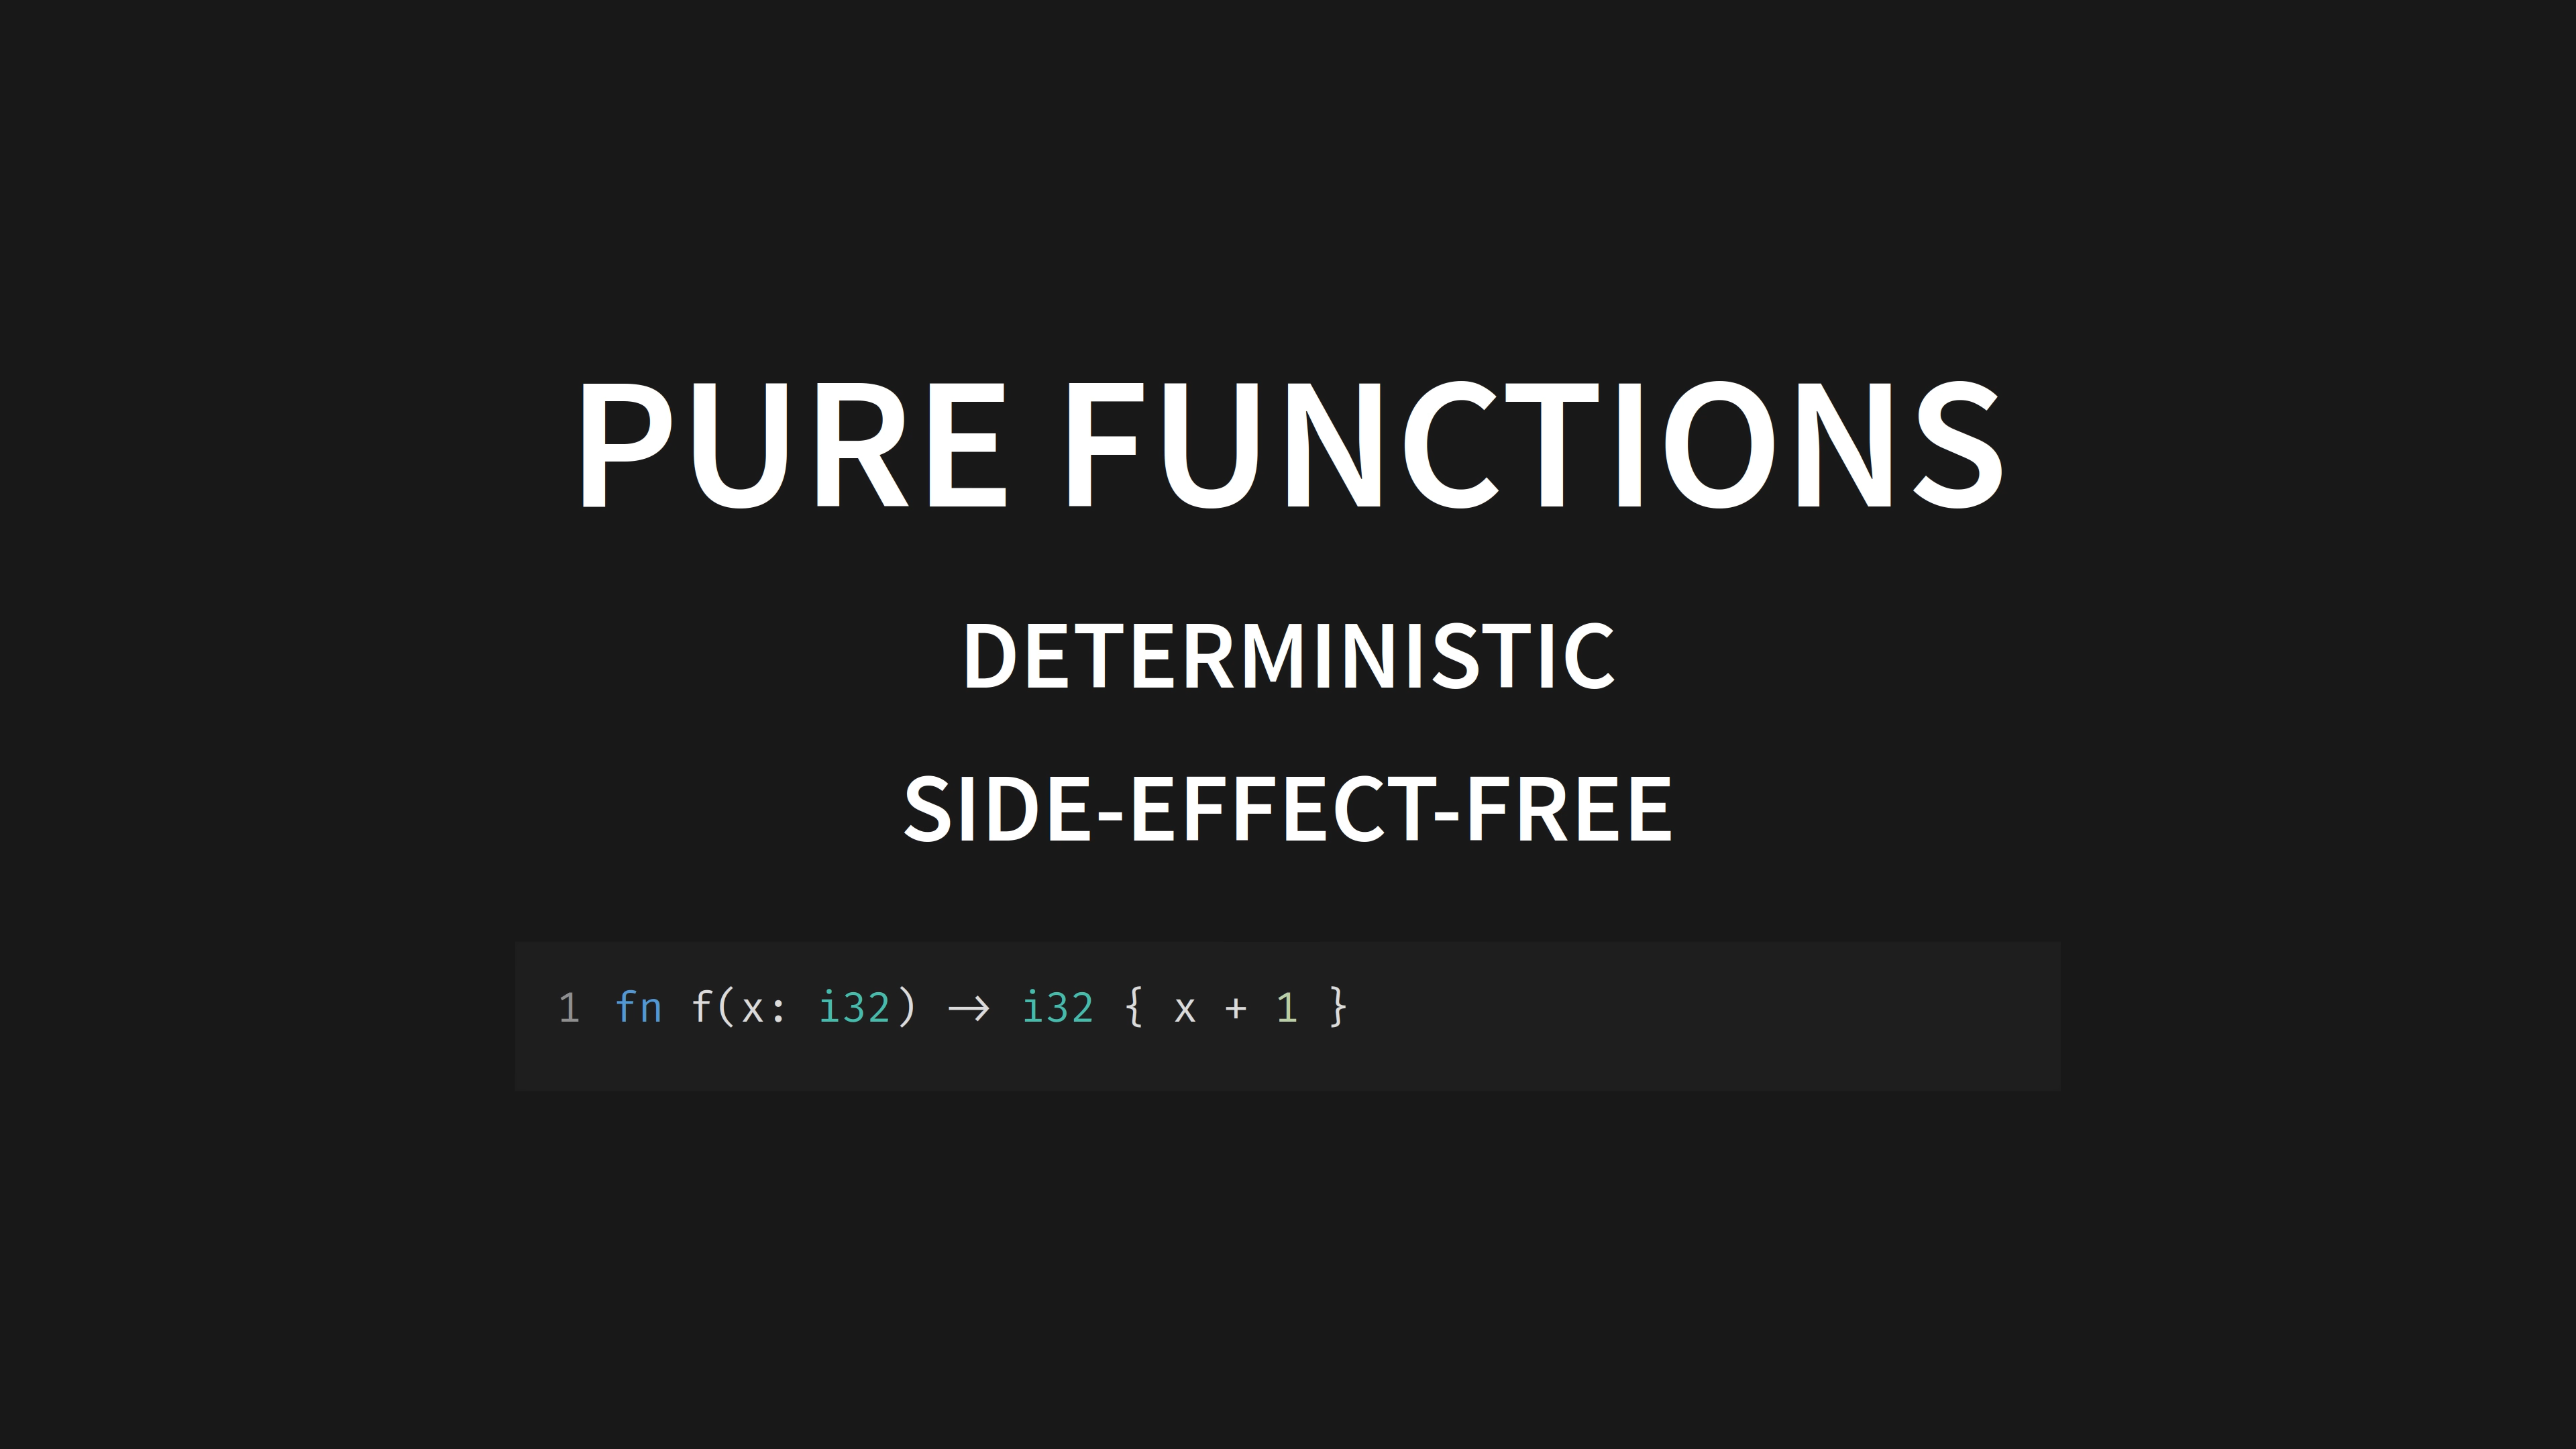 PURE FUNCTIONS
DETERMINISTIC
SIDE-EFFECT-FREE
1 fn f(x: i32) -> i32 { x + 1 }